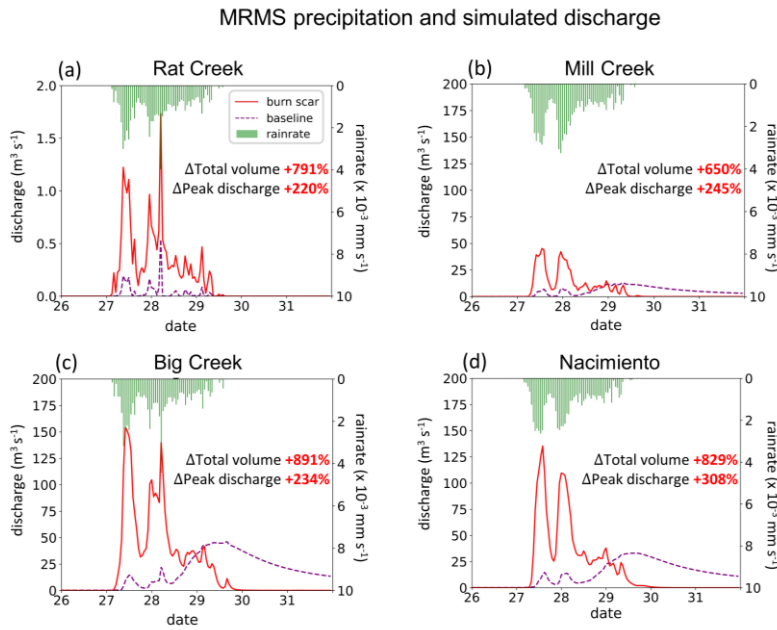 MRMS precipitation and simulated discharge
(a) Rat Creek
2.0
1.5
1.0
0.5
0.0
discharge (m³ s⁻¹)
burn scar
baseline
rainrate
ΔTotal volume +791%
ΔPeak discharge +220%
0
2
4
6
8
10
rainrate (x 10⁻³ mm s⁻¹)
26 27 28 29 30 31
date
(b) Mill Creek
200
175
150
125
100
75
50
25
0
discharge (m³ s⁻¹)
ΔTotal volume +650%
ΔPeak discharge +245%
0
2
4
6
8
10
rainrate (x 10⁻³ mm s⁻¹)
26 27 28 29 30 31
date
(c) Big Creek
200
175
150
125
100
75
50
25
0
discharge (m³ s⁻¹)
ΔTotal volume +891%
ΔPeak discharge +234%
0
2
4
6
8
10
rainrate (x 10⁻³ mm s⁻¹)
26 27 28 29 30 31
date
(d) Nacimiento
200
175
150
125
100
75
50
25
0
discharge (m³ s⁻¹)
ΔTotal volume +829%
ΔPeak discharge +308%
0
2
4
6
8
10
rainrate (x 10⁻³ mm s⁻¹)
26 27 28 29 30 31
date